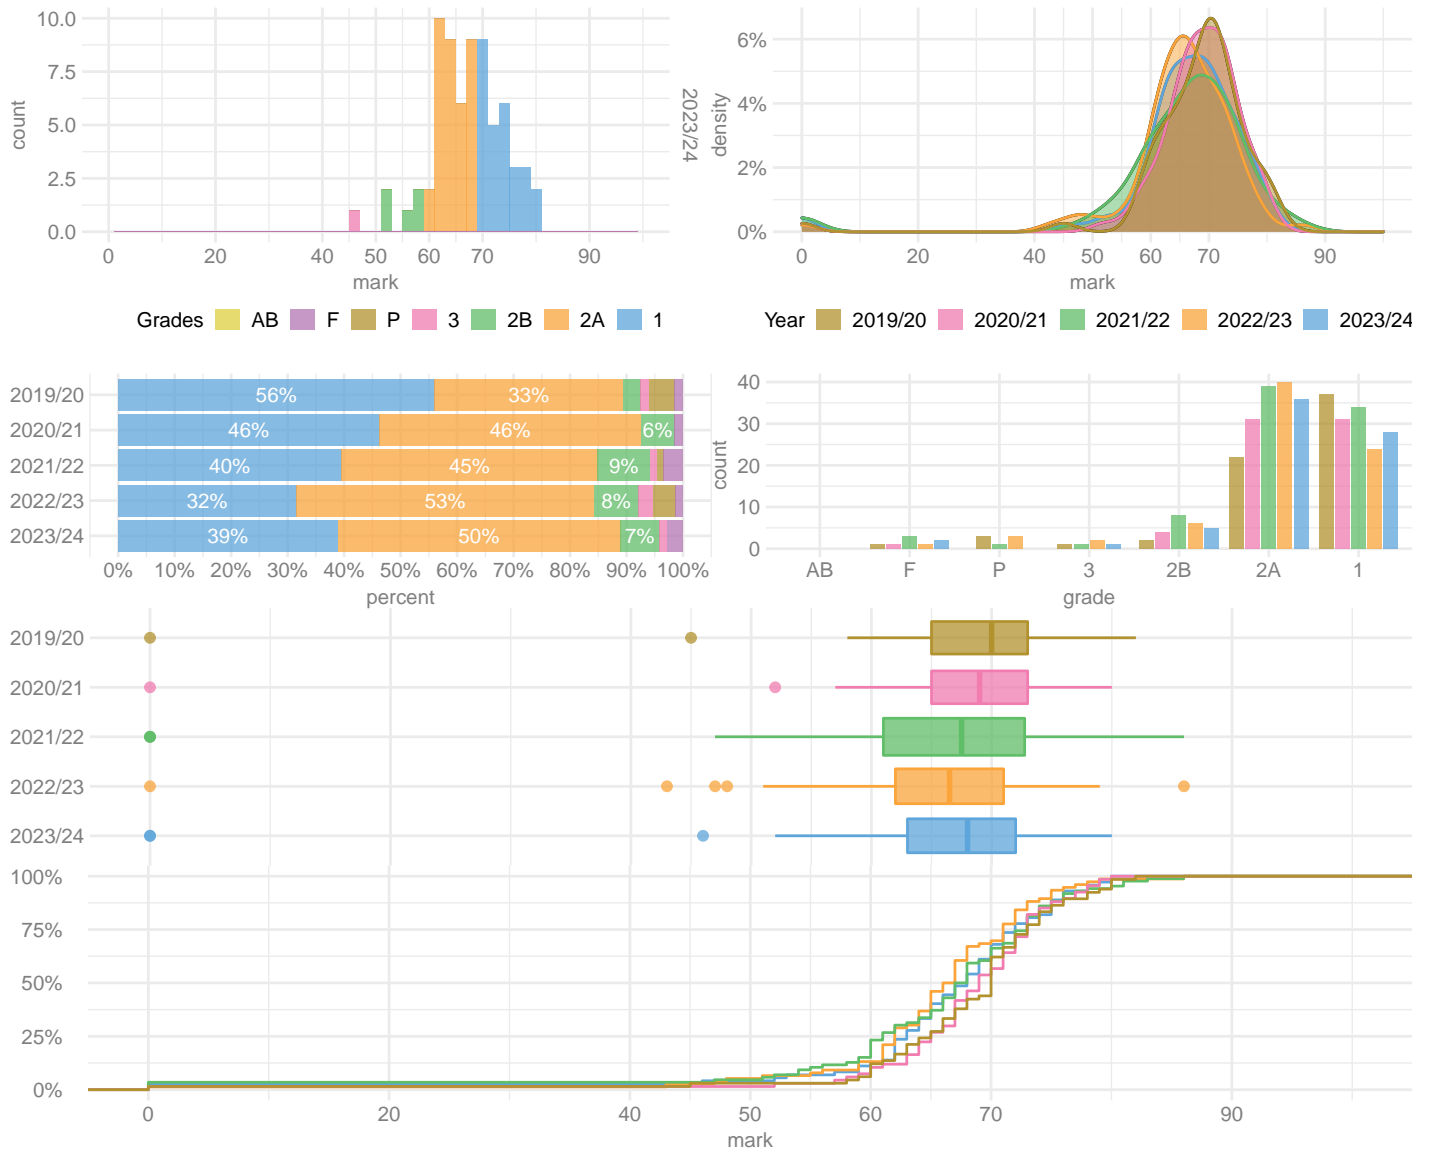 10.0
7.5
5.0
2.5
0.0
count
0 20 40 50 60 70 90
mark
2023/24
6%
4%
2%
0%
density
0 20 40 50 60 70 90
mark
Grades AB F P 3 2B 2A 1
Year 2019/20 2020/21 2021/22 2022/23 2023/24
2019/20 56% 33%
2020/21 46% 46% 6%
2021/22 40% 45% 9%
2022/23 32% 53% 8%
2023/24 39% 50% 7%
0% 10% 20% 30% 40% 50% 60% 70% 80% 90% 100%
percent
40
30
20
10
0
count
AB F P 3 2B 2A 1
grade
2019/20
2020/21
2021/22
2022/23
2023/24
100%
75%
50%
25%
0%
0 20 40 50 60 70 90
mark